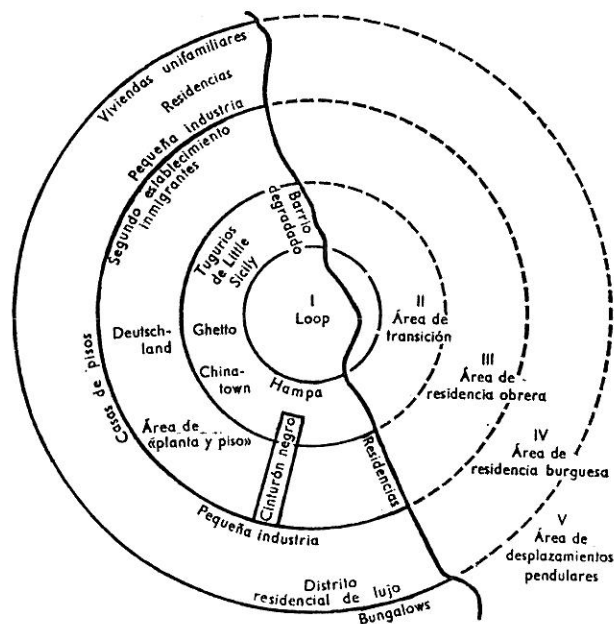 Viviendas unifamiliares
Residencias
Pequeña industria
Segundo establecimiento
inmigrantes
Barrio
degradado
Tugurios
de Little
Sicily
I
Loop
II
Área de
transición
Deutsch-
land
Ghetto
China-
town
Hampa
III
Área de
residencia obrera
Casas de pisos
Área de
«planta y piso»
Cinturón negro
Residencias
IV
Área de
residencia burguesa
Pequeña industria
V
Área de
desplazamientos
pendulares
Distrito
residencial de lujo
Bungalows